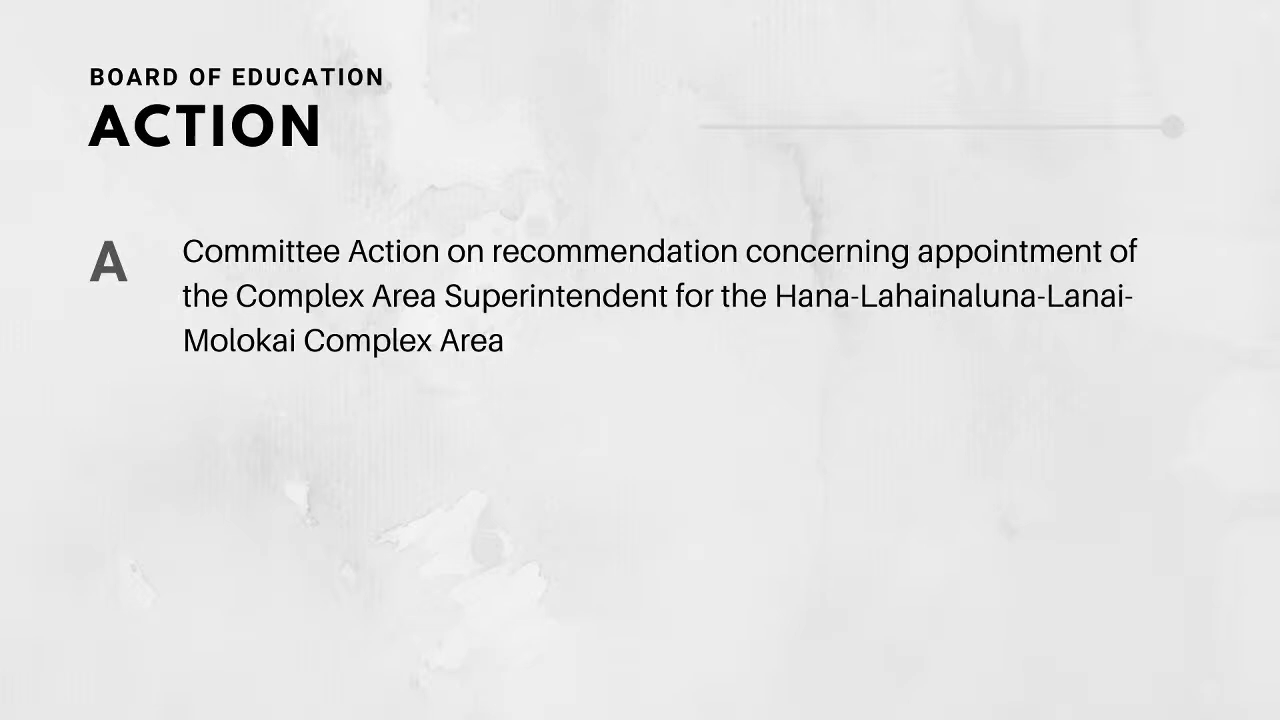 BOARD OF EDUCATION
ACTION
A
Committee Action on recommendation concerning appointment of
the Complex Area Superintendent for the Hana-Lahainaluna-Lanai-
Molokai Complex Area